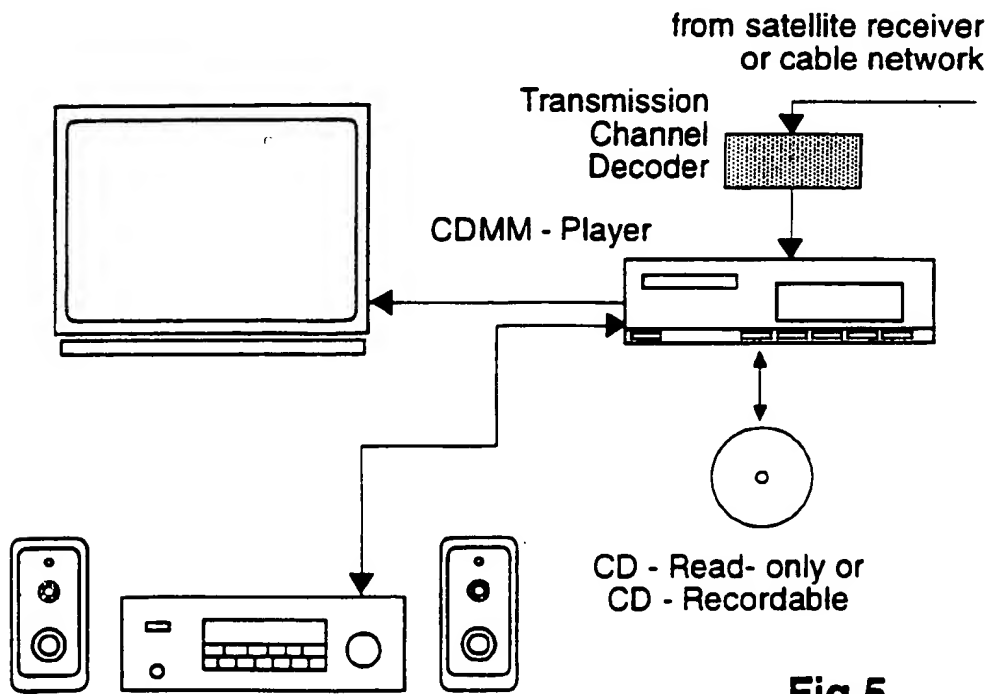 from satellite receiver
or cable network
Transmission
Channel
Decoder
CDMM - Player
CD - Read- only or
CD - Recordable
Fig 5